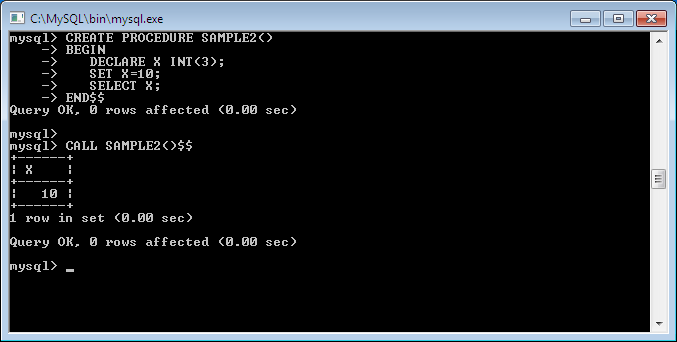 C:\MySQL\bin\mysql.exe
mysql> CREATE PROCEDURE SAMPLE2()
    -> BEGIN
    ->    DECLARE X INT(3);
    ->    SET X=10;
    ->    SELECT X;
    -> END$$
Query OK, 0 rows affected (0.00 sec)
mysql>
mysql> CALL SAMPLE2()$$
+------+
¦ X    ¦
+------+
¦   10 ¦
+------+
1 row in set (0.00 sec)
Query OK, 0 rows affected (0.00 sec)
mysql> _